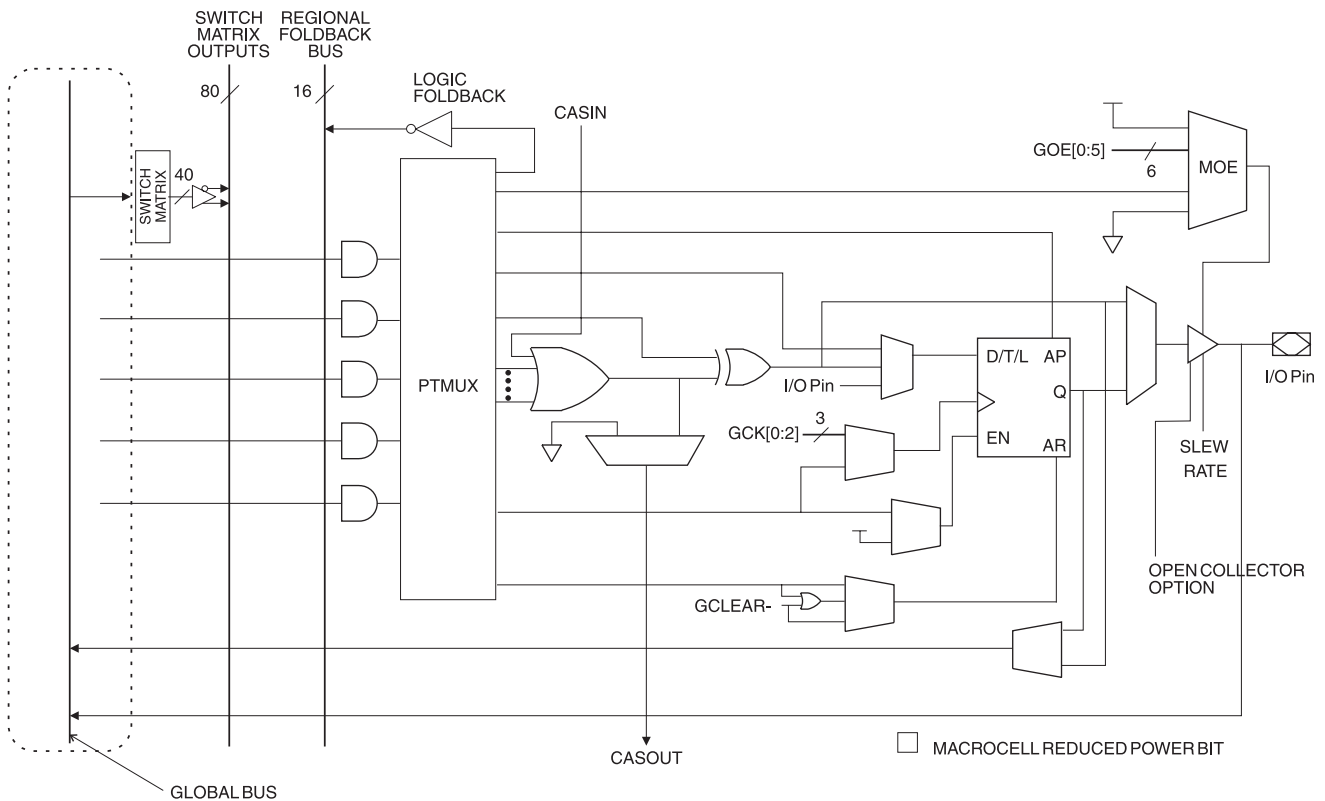 SWITCH
MATRIX
OUTPUTS
REGIONAL
FOLDBACK
BUS
80
16
LOGIC
FOLDBACK
CASIN
GOE[0:5]
6
MOE
SWITCH
MATRIX
40
PTMUX
D/T/L
AP
Q
EN
AR
I/O Pin
I/O Pin
GCK[0:2]
3
SLEW
RATE
OPEN COLLECTOR
OPTION
GCLEAR-
CASOUT
MACROCELL REDUCED POWER BIT
GLOBAL BUS